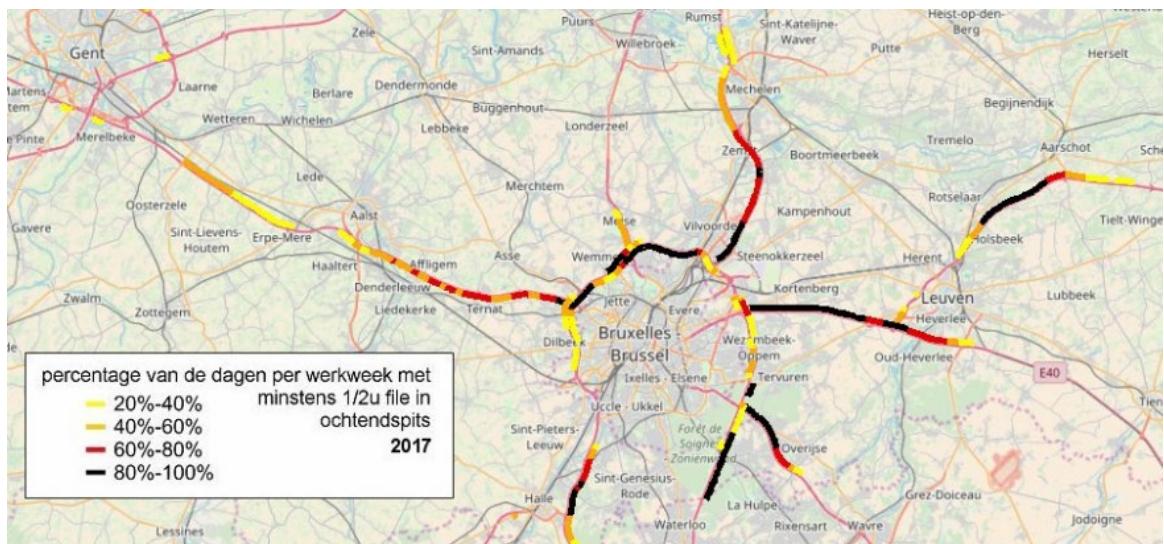 Gent
Laarne
Zele
Berlare
Wetteren
Wichelen
Merelbeke
Martens
De Pinte
Dendermonde
Sint-Amands
Puurs
Willebroek
Rumst
Sint-Katelijne-
Waver
Putte
Heist-op-den-
Berg
Herselt
Buggenhout
Lebbeke
Londerzeel
Mechelen
Begijnendijk
Tremelo
Aarschot
Zemst
Boortmeerbeek
Rotselaar
Lede
Oosterzele
Merchtem
Kampenhout
Tielt-Winge
Gavere
Sint-Lievens-
Houtem
Erpe-Mere
Aalst
Meise
Vilvoorde
Holsbeek
Haaltert
Affligem
Asse
Wemmel
Steenokkerzeel
Herent
Zwalm
Denderleeuw
Kortenberg
Leuven
Lubbeek
Zottegem
Liedekerke
Ternat
Jette
Evere
Heverlee
Dilbeek
Bruxelles -
Brussel
Wezembeek-
Oppem
Oud-Heverlee
E40
Ixelles - Elsene
Tervuren
Uccle - Ukkel
Sint-Pieters-
Leeuw
Forêt de
Soignes -
Zoniënwoud
Overijse
Sint-Genesius-
Rode
Halle
La Hulpe
Grez-Doiceau
Waterloo
Rixensart
Wavre
Jodoigne
Lessines
percentage van de dagen per werkweek met
minstens 1/2u file in
ochtendspits
2017
20%-40%
40%-60%
60%-80%
80%-100%